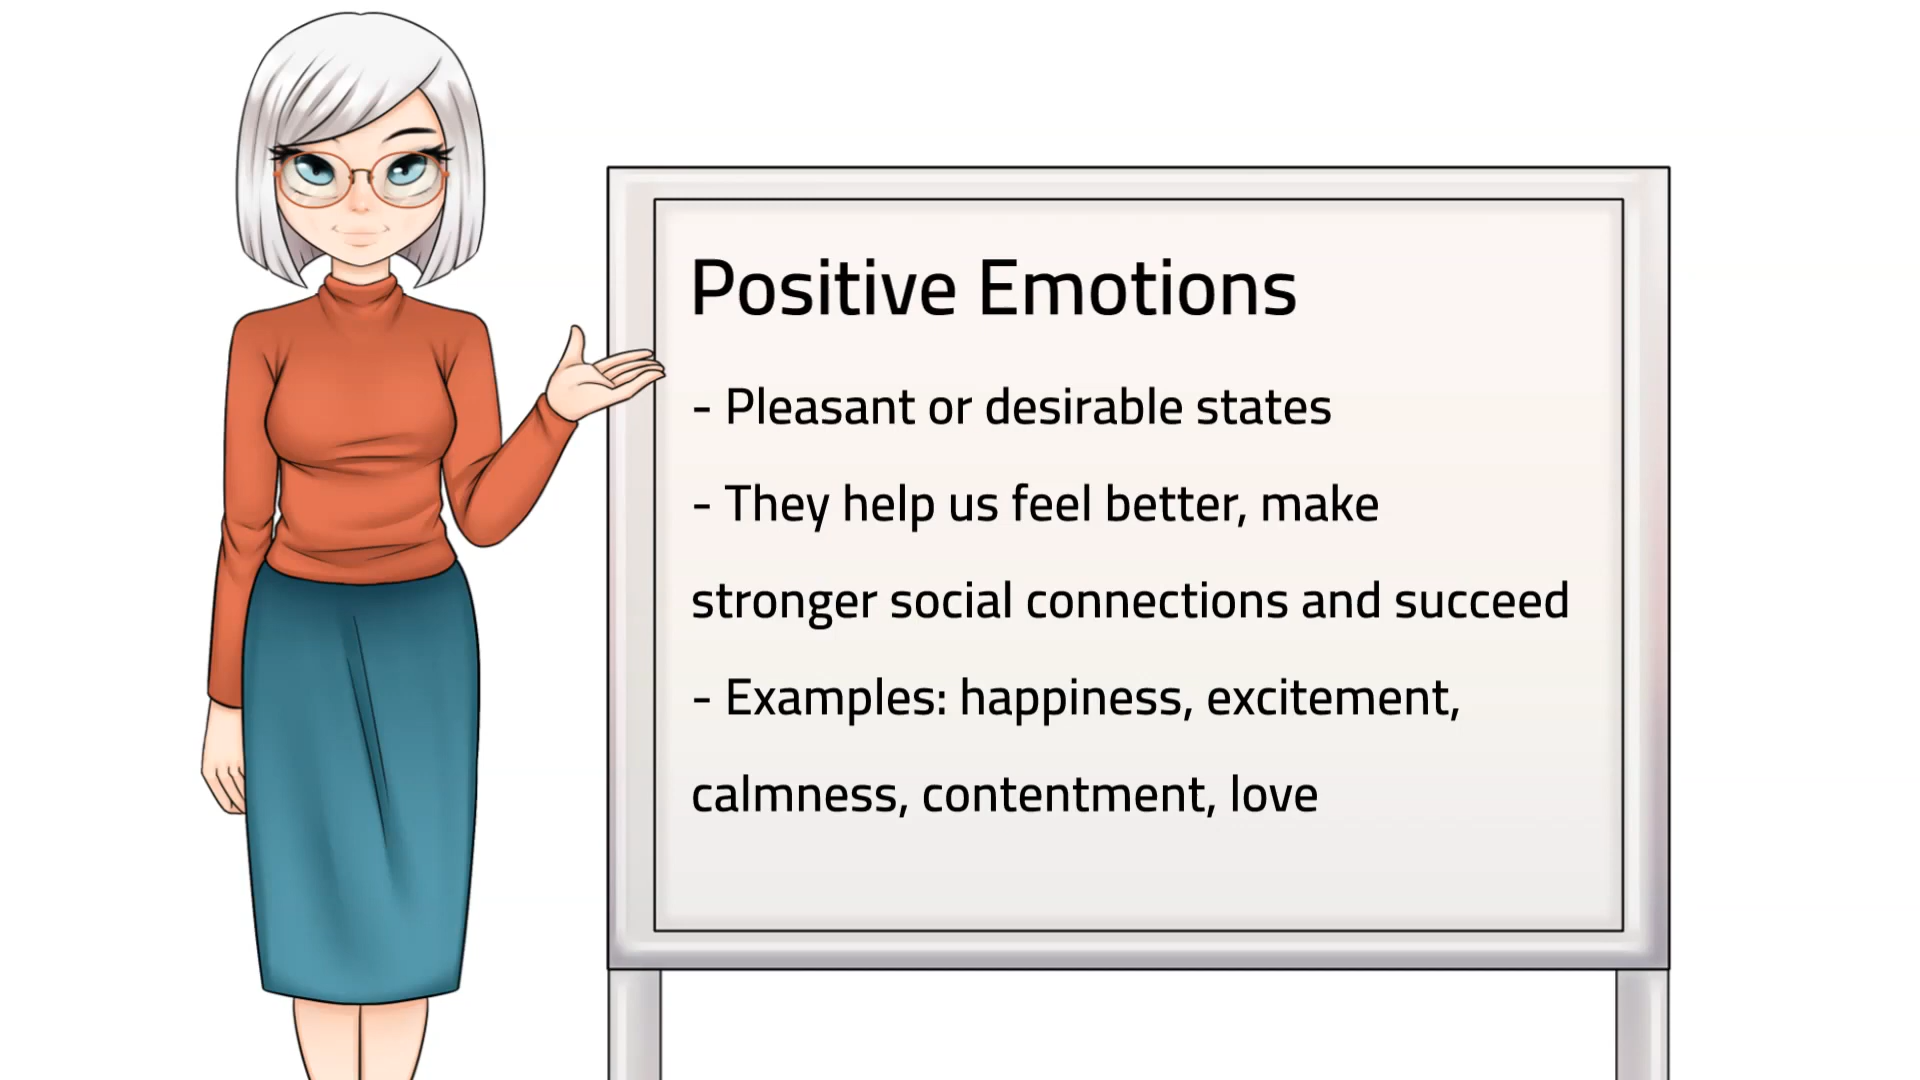 Positive Emotions
- Pleasant or desirable states
- They help us feel better, make
stronger social connections and succeed
- Examples: happiness, excitement,
calmness, contentment, love